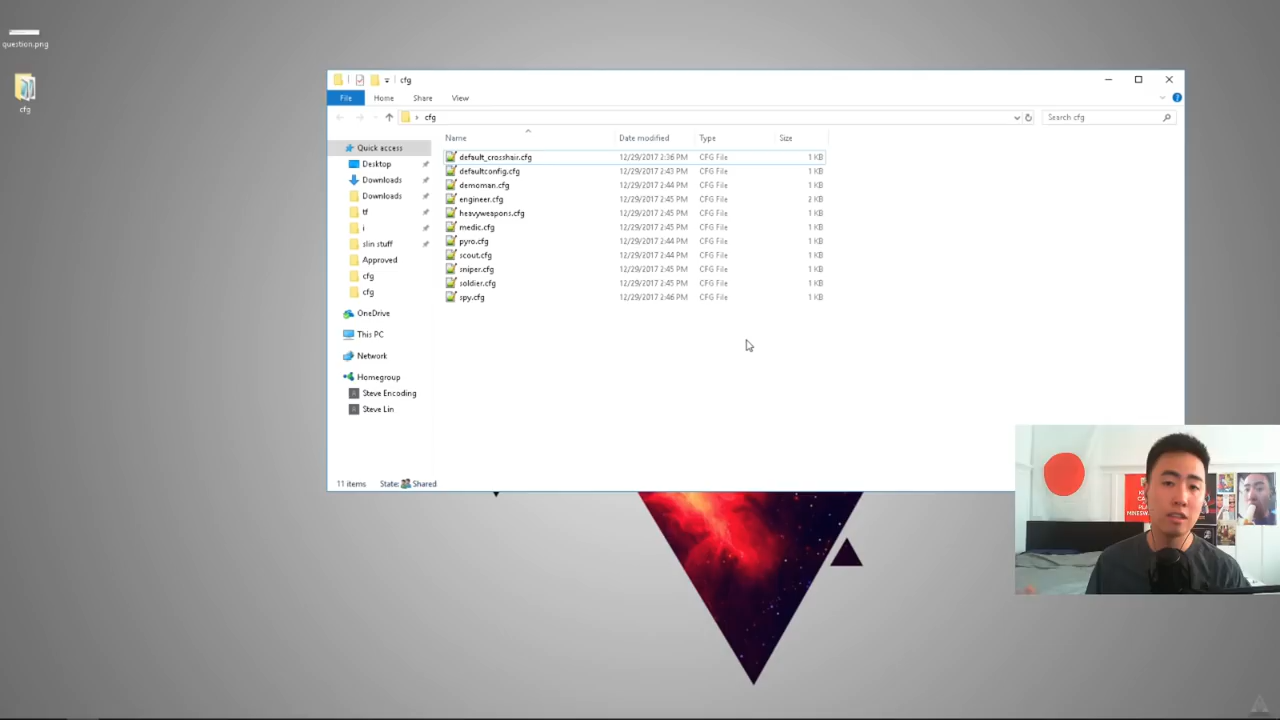 question.png
cfg
cfg
File
Home
Share
View
cfg
Search cfg
Name
Date modified
Type
Size
Quick access
Desktop
Downloads
Downloads
tf
i
slin stuff
Approved
cfg
cfg
OneDrive
This PC
Network
Homegroup
Steve Encoding
Steve Lin
default_crosshair.cfg 12/29/2017 2:36 PM CFG File 1 KB
defaultconfig.cfg 12/29/2017 2:43 PM CFG File 1 KB
demoman.cfg 12/29/2017 2:44 PM CFG File 1 KB
engineer.cfg 12/29/2017 2:45 PM CFG File 2 KB
heavyweapons.cfg 12/29/2017 2:45 PM CFG File 1 KB
medic.cfg 12/29/2017 2:45 PM CFG File 1 KB
pyro.cfg 12/29/2017 2:44 PM CFG File 1 KB
scout.cfg 12/29/2017 2:44 PM CFG File 1 KB
sniper.cfg 12/29/2017 2:45 PM CFG File 1 KB
soldier.cfg 12/29/2017 2:45 PM CFG File 1 KB
spy.cfg 12/29/2017 2:46 PM CFG File 1 KB
11 items
State: Shared